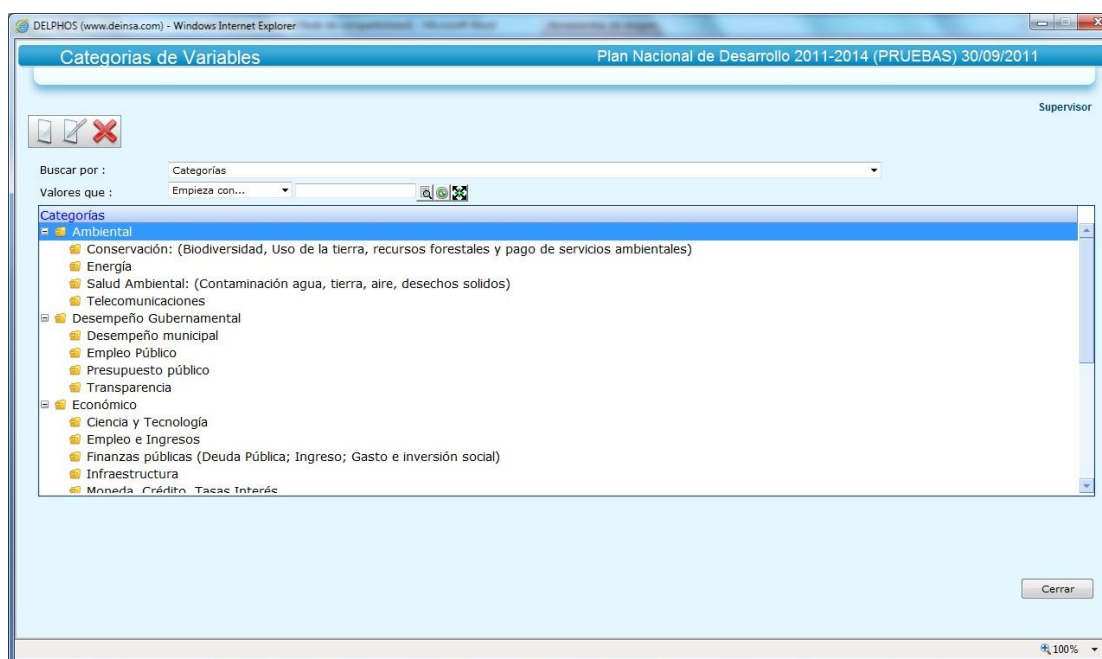 DELPHOS (www.deinsa.com) - Windows Internet Explorer
Categorias de Variables
Plan Nacional de Desarrollo 2011-2014 (PRUEBAS) 30/09/2011
Supervisor
Buscar por :
Categorías
Valores que :
Empieza con...
Categorías
Ambiental
Conservación: (Biodiversidad, Uso de la tierra, recursos forestales y pago de servicios ambientales)
Energía
Salud Ambiental: (Contaminación agua, tierra, aire, desechos solidos)
Telecomunicaciones
Desempeño Gubernamental
Desempeño municipal
Empleo Público
Presupuesto público
Transparencia
Económico
Ciencia y Tecnología
Empleo e Ingresos
Finanzas públicas (Deuda Pública; Ingreso; Gasto e inversión social)
Infraestructura
Moneda, Crédito, Tasas Interés
Cerrar
100%